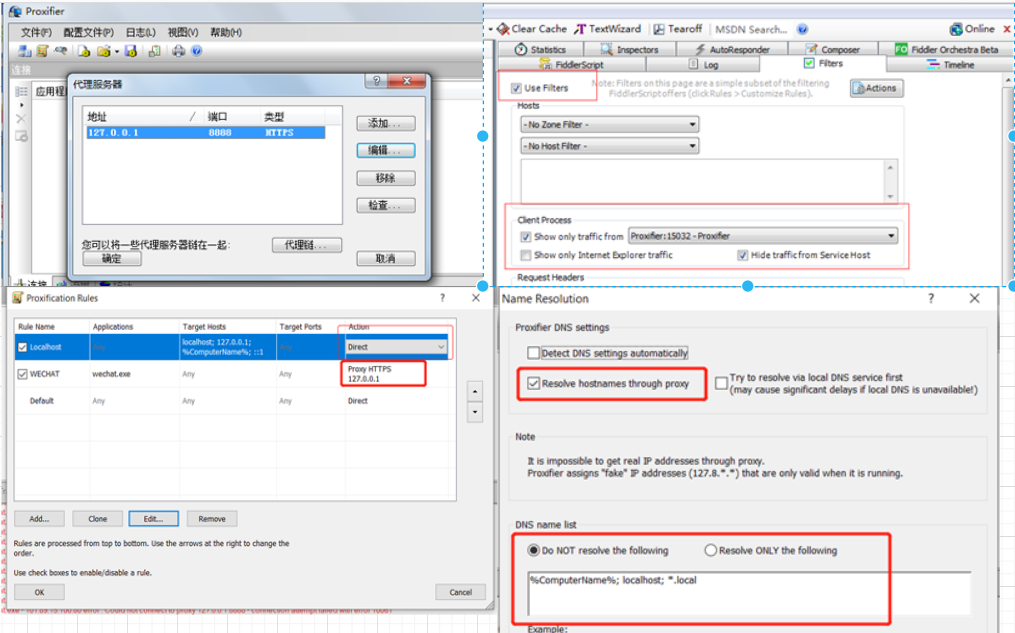 Proxifier
文件(F) 配置文件(P) 日志(L) 视图(V) 帮助(H)
连接
应用程
代理服务器
地址 / 端口 类型
127.0.0.1 8888 HTTPS
添加...
编辑...
移除
检查...
您可以将一些代理服务器链在一起:
代理链...
确定
取消
Clear Cache TextWizard Tearoff MSDN Search... Online
Statistics Inspectors AutoResponder Composer FO Fiddler Orchestra Beta
FiddlerScript Log Filters Timeline
Use Filters
Note: Filters on this page are a simple subset of the filtering
FiddlerScript offers (click Rules > Customize Rules).
Actions
Hosts
- No Zone Filter -
- No Host Filter -
Client Process
Show only traffic from Proxifier:15032 - Proxifier
Show only Internet Explorer traffic Hide traffic from Service Host
Request Headers
Proxification Rules
Rule Name Applications Target Hosts Target Ports Action
Localhost Any localhost; 127.0.0.1; %ComputerName%; ::1 Any Direct
WECHAT wechat.exe Any Any Proxy HTTPS 127.0.0.1
Default Any Any Any Direct
Add... Clone Edit... Remove
Rules are processed from top to bottom. Use the arrows at the right to change the
order.
Use check boxes to enable/disable a rule.
OK Cancel
Name Resolution
Proxifier DNS settings
Detect DNS settings automatically
Resolve hostnames through proxy
Try to resolve via local DNS service first
(may cause significant delays if local DNS is unavailable!)
Note
It is impossible to get real IP addresses through proxy.
Proxifier assigns "fake" IP addresses (127.8.*.*) that are only valid when it is running.
DNS name list
Do NOT resolve the following Resolve ONLY the following
%ComputerName%; localhost; *.local
Example: